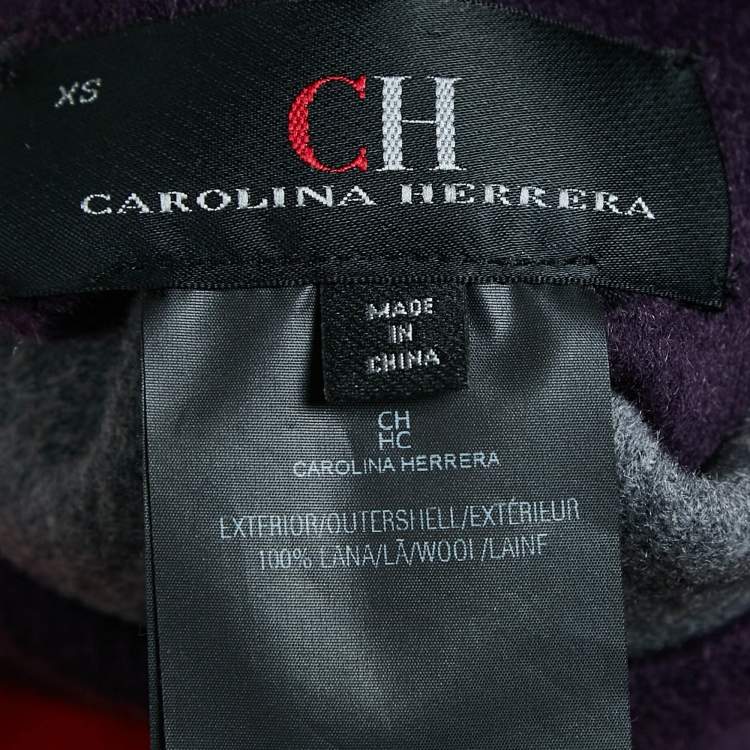 XS
CH
CAROLINA HERRERA
MADE
IN
CHINA
CH
HC
CAROLINA HERRERA
EXTERIOR/OUTERSHELL/EXTÉRIEUR
100% LANA/LÃ/WOOL/LAINE